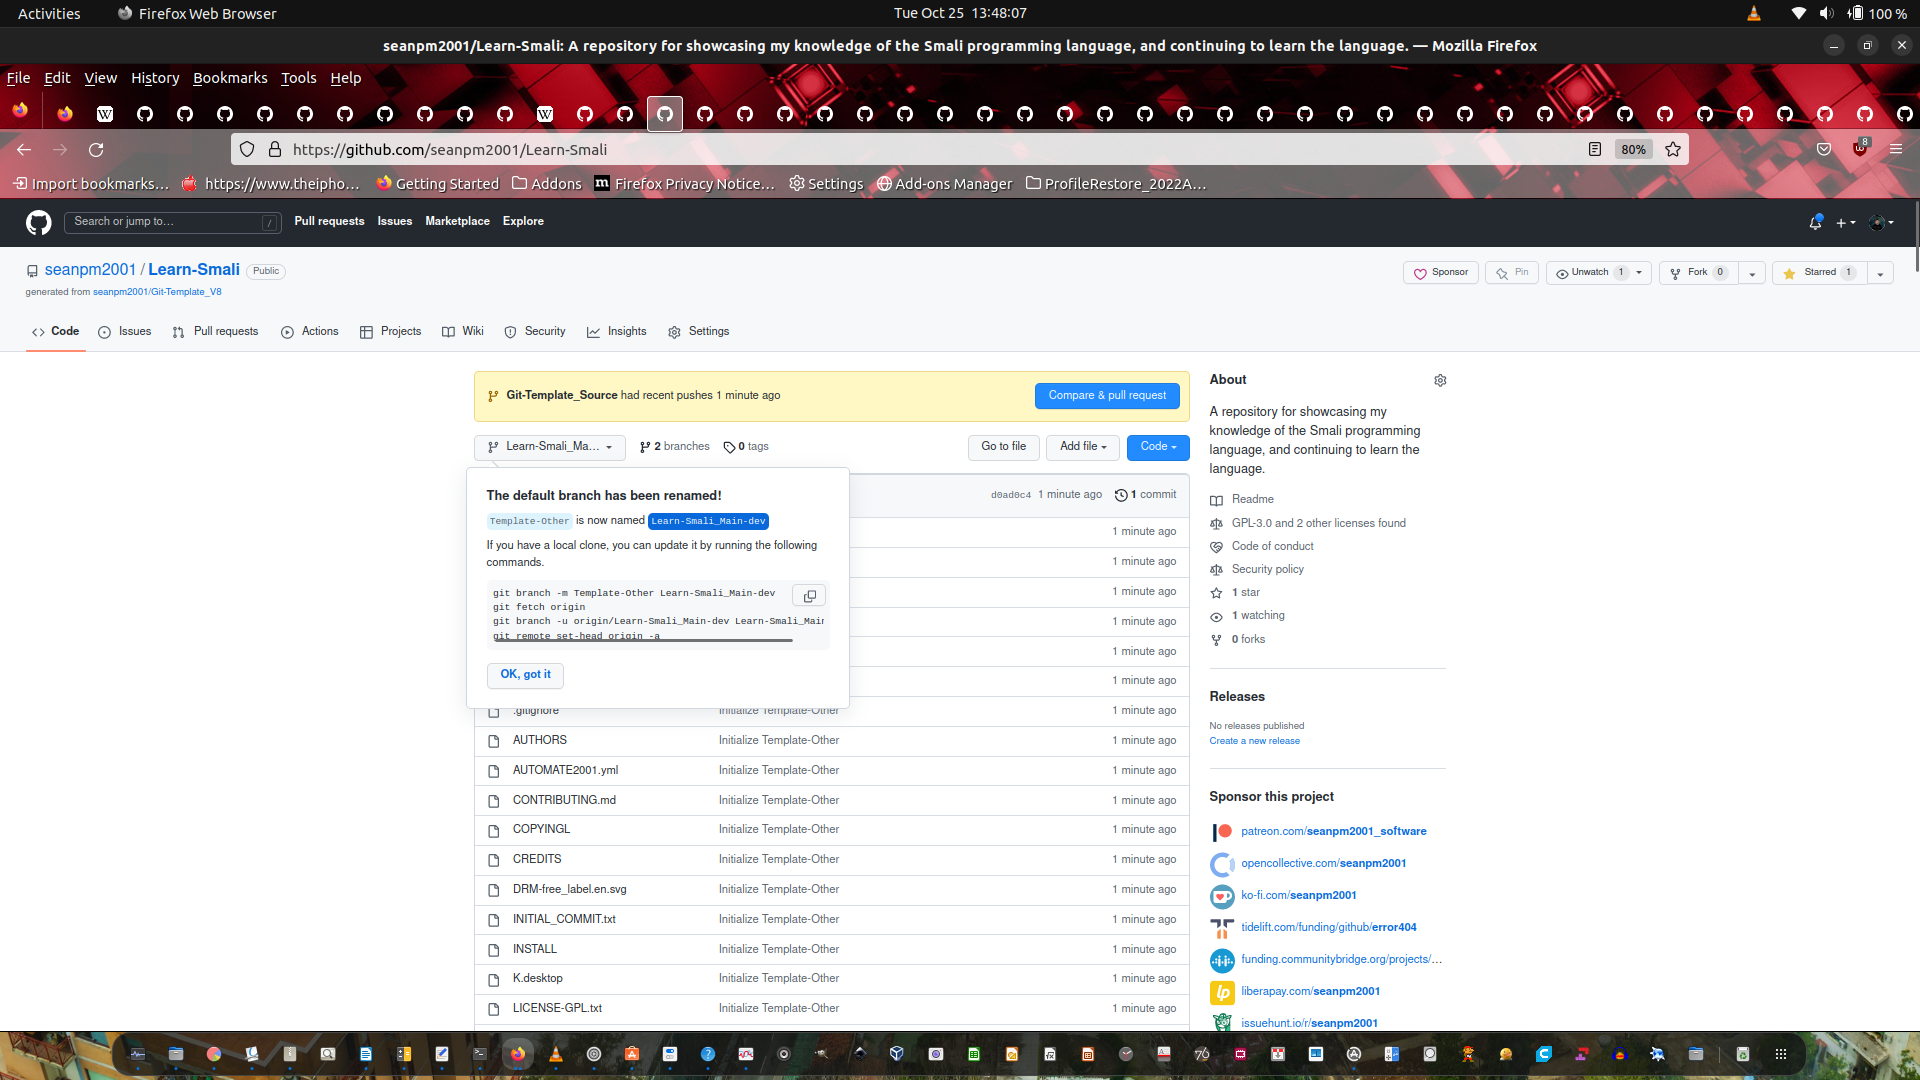 Activities
Firefox Web Browser
Tue Oct 25 13:48:07
100 %
seanpm2001/Learn-Smali: A repository for showcasing my knowledge of the Smali programming language, and continuing to learn the language. — Mozilla Firefox
File Edit View History Bookmarks Tools Help
https://github.com/seanpm2001/Learn-Smali
80%
8
Import bookmarks…
https://www.theipho…
Getting Started
Addons
Firefox Privacy Notice…
Settings
Add-ons Manager
ProfileRestore_2022A…
Search or jump to…
/
Pull requests Issues Marketplace Explore
seanpm2001 / Learn-Smali Public
generated from seanpm2001/Git-Template_V8
Sponsor
Pin
Unwatch 1
Fork 0
Starred 1
Code
Issues
Pull requests
Actions
Projects
Wiki
Security
Insights
Settings
Git-Template_Source had recent pushes 1 minute ago
Compare & pull request
Learn-Smali_Ma…
2 branches
0 tags
Go to file
Add file
Code
d0ad0c4 1 minute ago
1 commit
The default branch has been renamed!
Template-Other is now named Learn-Smali_Main-dev
If you have a local clone, you can update it by running the following
commands.
git branch -m Template-Other Learn-Smali_Main-dev
git fetch origin
git branch -u origin/Learn-Smali_Main-dev Learn-Smali_Main
git remote set-head origin -a
OK, got it
1 minute ago
1 minute ago
1 minute ago
1 minute ago
1 minute ago
1 minute ago
.gitignore Initialize Template-Other 1 minute ago
AUTHORS Initialize Template-Other 1 minute ago
AUTOMATE2001.yml Initialize Template-Other 1 minute ago
CONTRIBUTING.md Initialize Template-Other 1 minute ago
COPYINGL Initialize Template-Other 1 minute ago
CREDITS Initialize Template-Other 1 minute ago
DRM-free_label.en.svg Initialize Template-Other 1 minute ago
INITIAL_COMMIT.txt Initialize Template-Other 1 minute ago
INSTALL Initialize Template-Other 1 minute ago
K.desktop Initialize Template-Other 1 minute ago
LICENSE-GPL.txt Initialize Template-Other 1 minute ago
About
A repository for showcasing my
knowledge of the Smali programming
language, and continuing to learn the
language.
Readme
GPL-3.0 and 2 other licenses found
Code of conduct
Security policy
1 star
1 watching
0 forks
Releases
No releases published
Create a new release
Sponsor this project
patreon.com/seanpm2001_software
opencollective.com/seanpm2001
ko-fi.com/seanpm2001
tidelift.com/funding/github/error404
funding.communitybridge.org/projects/…
liberapay.com/seanpm2001
issuehunt.io/r/seanpm2001